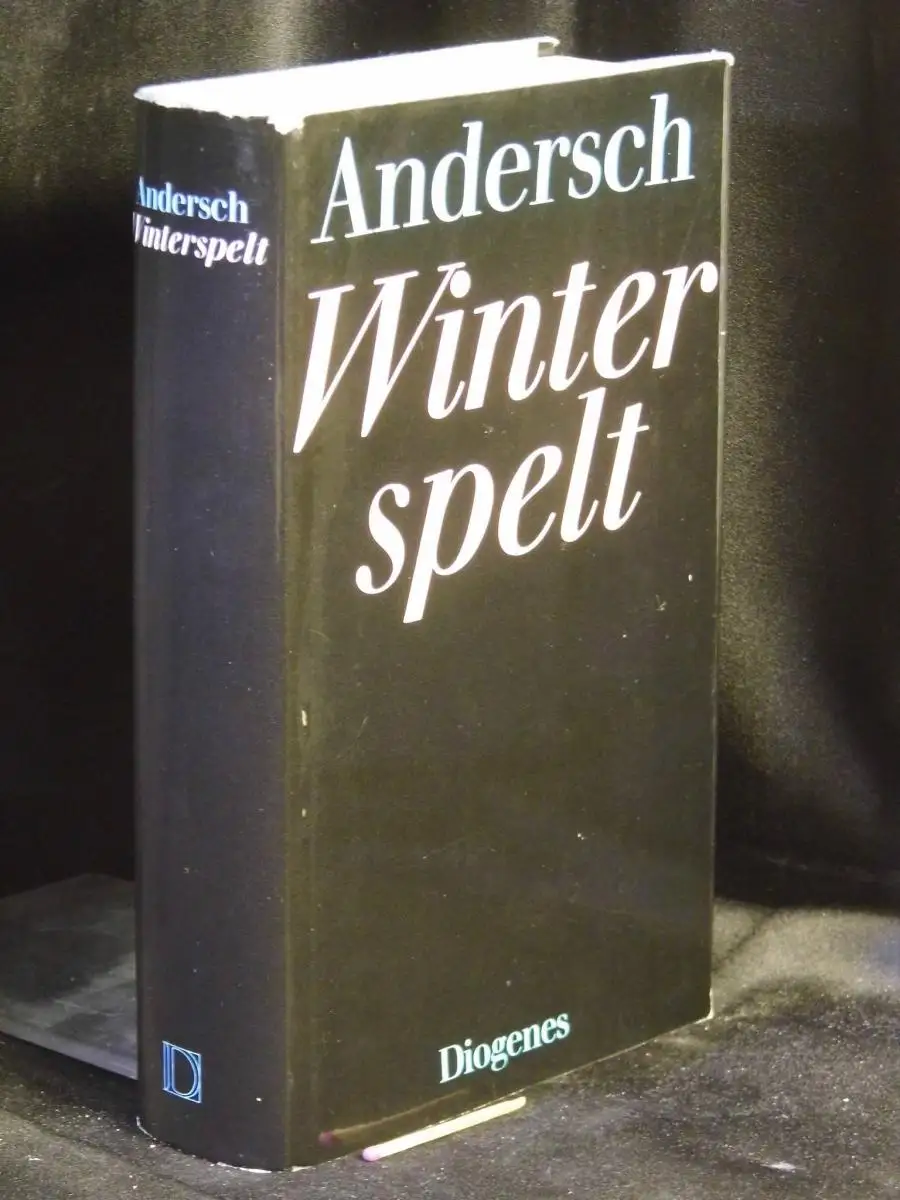 Andersch
Winterspelt
D
Andersch
Winter
spelt
Diogenes